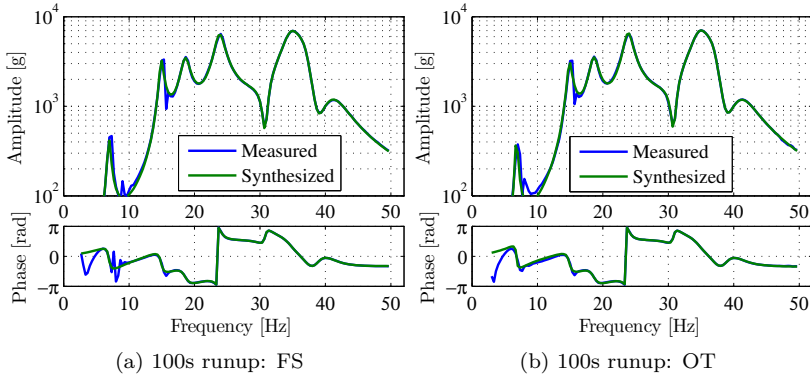 10⁴
10³
10²
Amplitude [g]
Measured
Synthesized
0 10 20 30 40 50
π
0
−π
Phase [rad]
0 10 20 30 40 50
Frequency [Hz]
(a) 100s runup: FS
10⁴
10³
10²
Amplitude [g]
Measured
Synthesized
0 10 20 30 40 50
π
0
−π
Phase [rad]
0 10 20 30 40 50
Frequency [Hz]
(b) 100s runup: OT